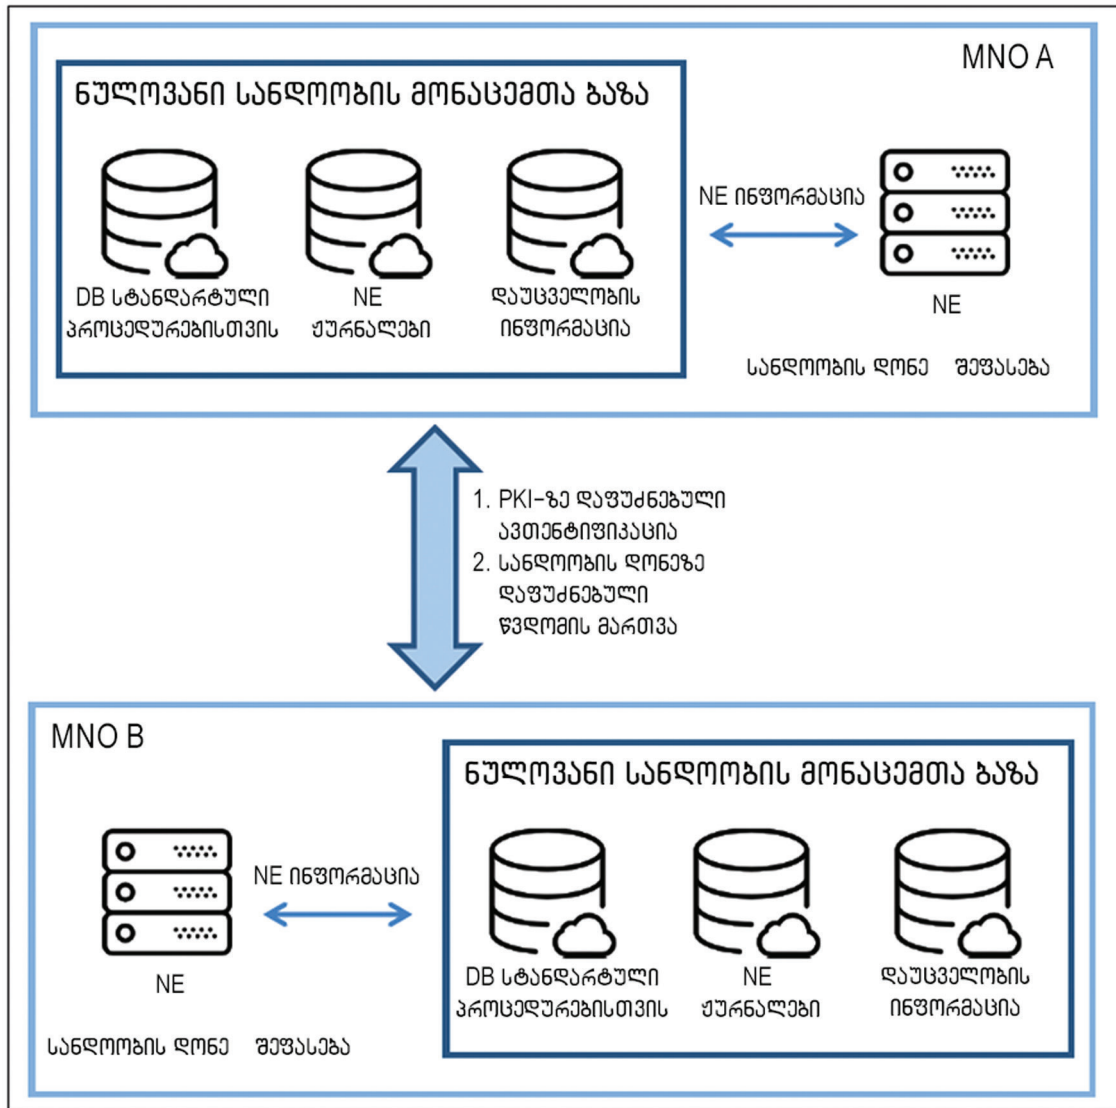 MNO A
ნულოვანი სანდოობის მონაცემთა ბაზა
NE ინფორმაცია
DB სტანდარტული
პროცედურებისთვის
NE
ჟურნალები
დაუცველობის
ინფორმაცია
NE
სანდოობის დონე შეფასება
1. PKI-ზე დაფუძნებული
ავთენტიფიკაცია
2. სანდოობის დონეზე
დაფუძნებული
წვდომის მართვა
MNO B
ნულოვანი სანდოობის მონაცემთა ბაზა
NE ინფორმაცია
NE
DB სტანდარტული
პროცედურებისთვის
NE
ჟურნალები
დაუცველობის
ინფორმაცია
სანდოობის დონე შეფასება